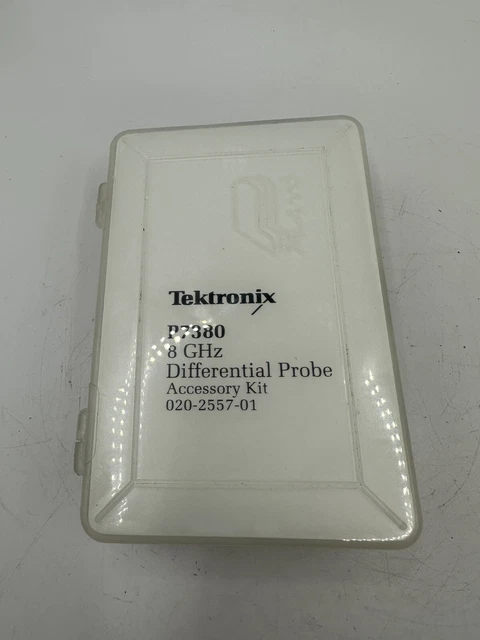 Tektronix
P7380
8 GHz
Differential Probe
Accessory Kit
020-2557-01